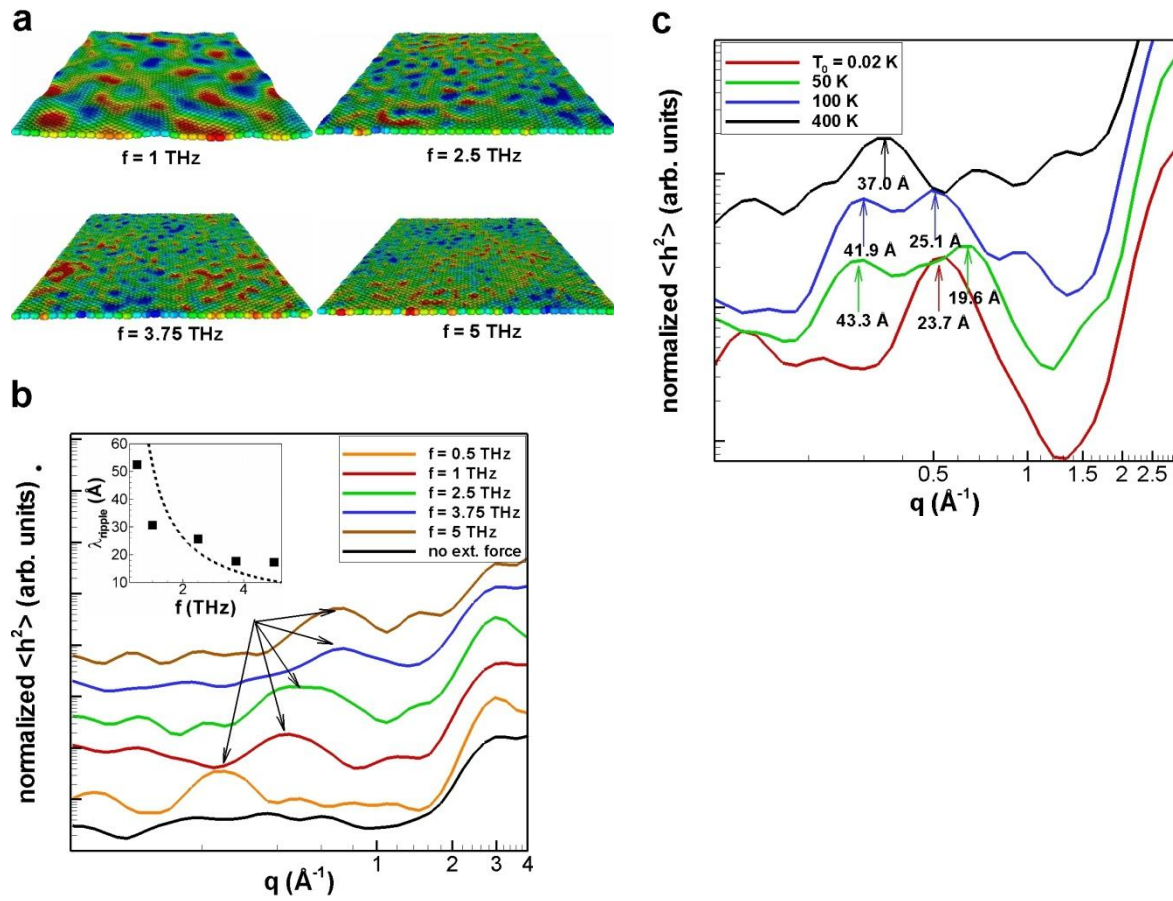 a
f = 1 THz
f = 2.5 THz
f = 3.75 THz
f = 5 THz
b
normalized <h²> (arb. units)
λripple (Å)
60
50
40
30
20
10
2
4
f (THz)
f = 0.5 THz
f = 1 THz
f = 2.5 THz
f = 3.75 THz
f = 5 THz
no ext. force
1
2
3
4
q (Å⁻¹)
c
normalized <h²> (arb. units)
T₀ = 0.02 K
50 K
100 K
400 K
37.0 Å
41.9 Å
25.1 Å
19.6 Å
43.3 Å
23.7 Å
0.5
1
1.5
2
2.5
q (Å⁻¹)